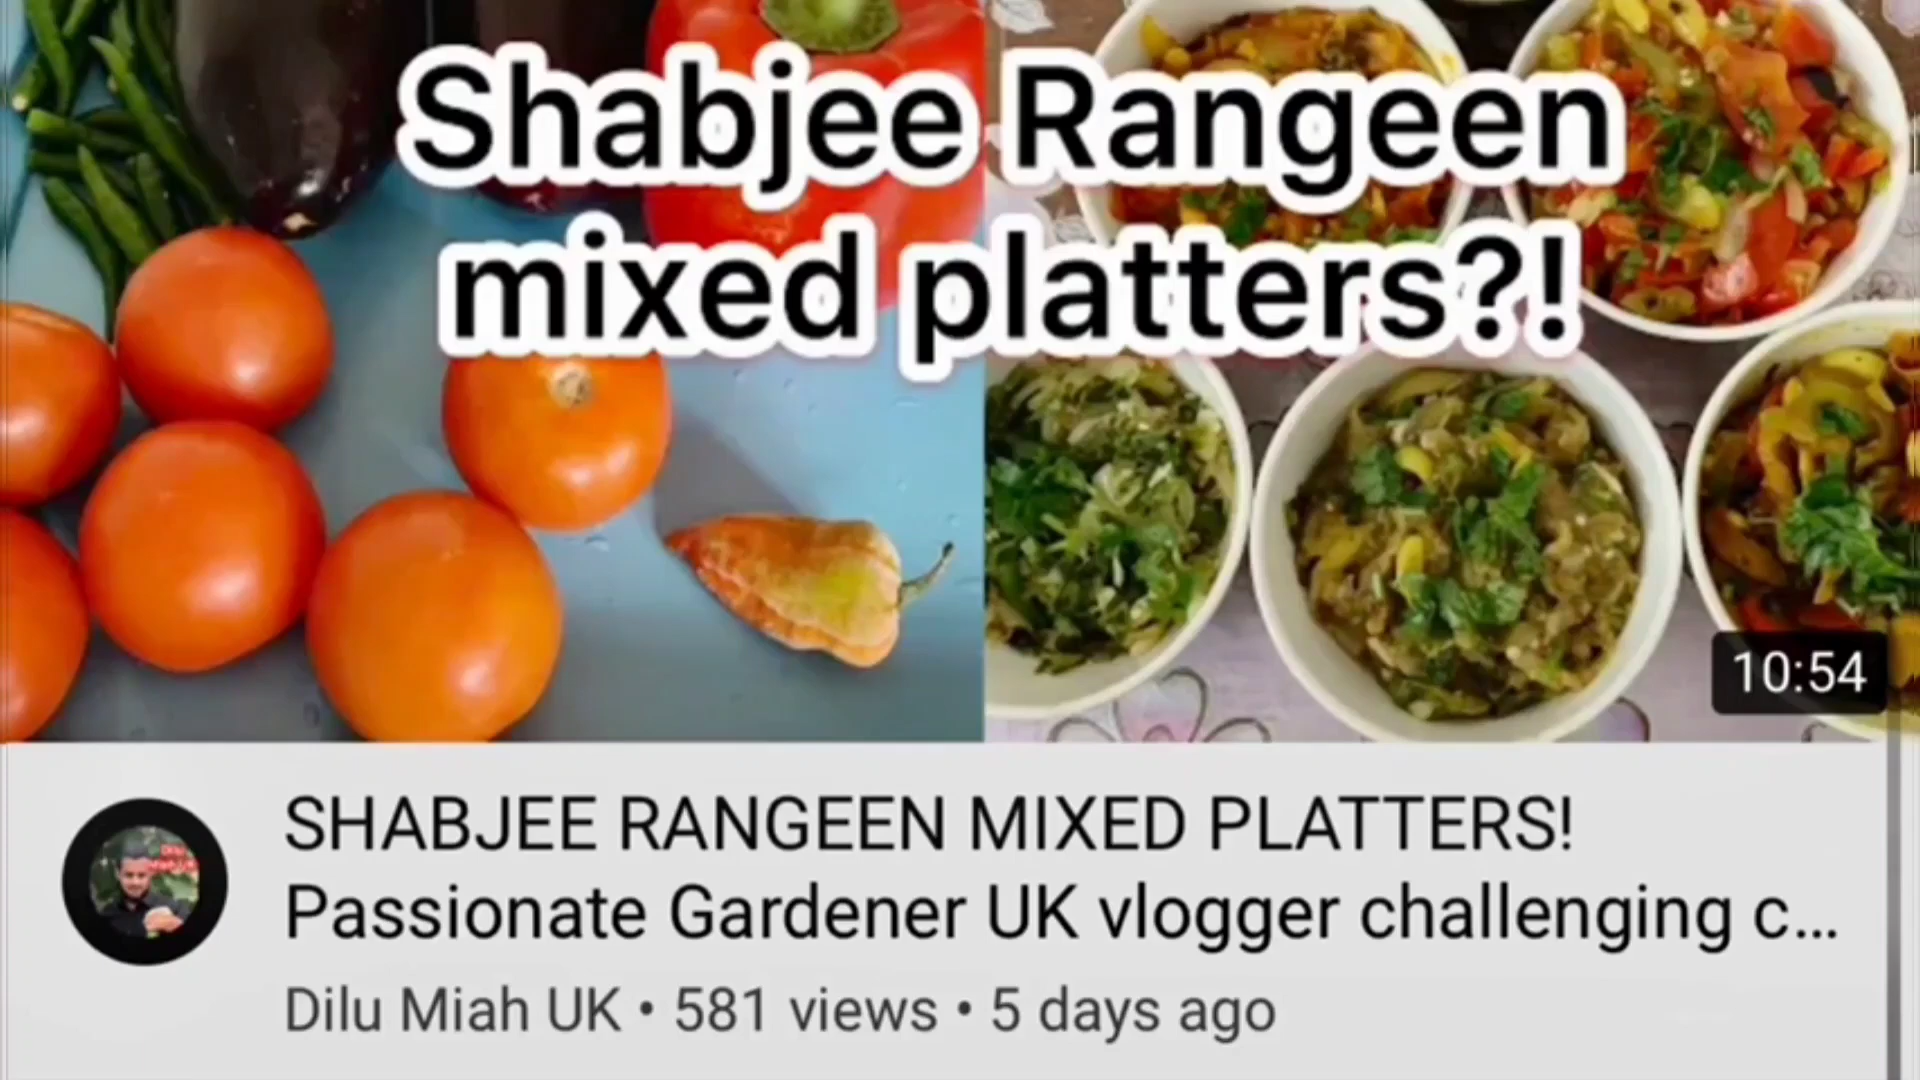 Shabjee Rangeen
mixed platters?!
10:54
SHABJEE RANGEEN MIXED PLATTERS!
Passionate Gardener UK vlogger challenging c...
Dilu Miah UK • 581 views • 5 days ago